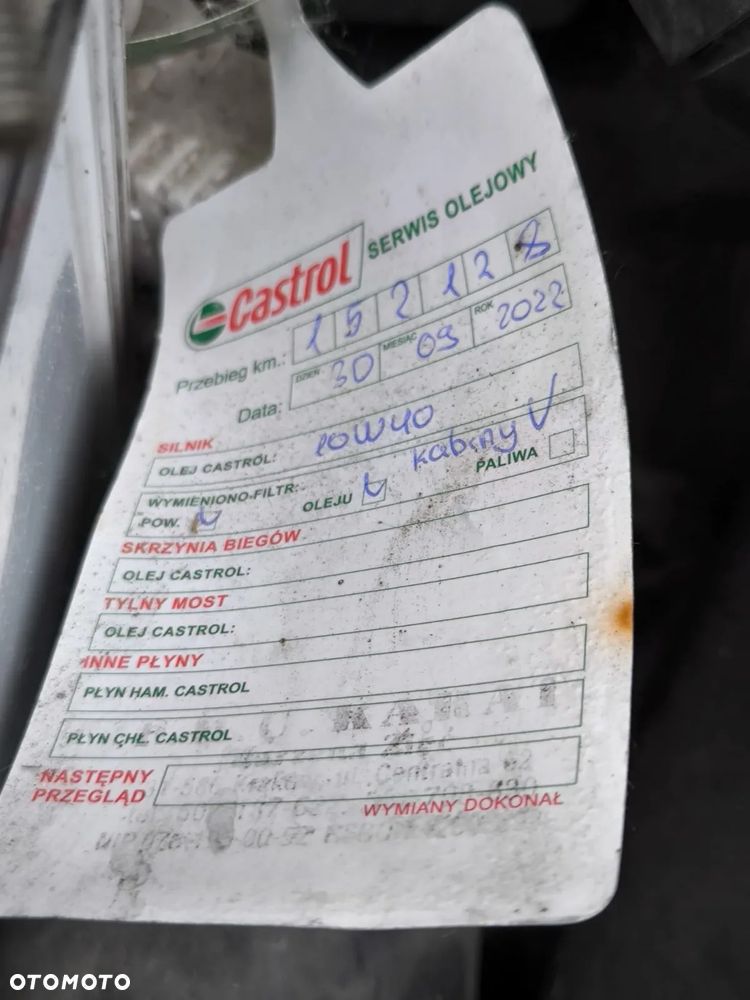 Castrol SERWIS OLEJOWY
Przebieg km.: 1 5 2 1 2 8
Data: DZIEŃ 30 MIESIĄC 09 ROK 2022
SILNIK
OLEJ CASTROL: 10W40
WYMIENIONO-FILTR: kabiny V
POW. OLEJU PALIWA
SKRZYNIA BIEGÓW
OLEJ CASTROL:
TYLNY MOST
OLEJ CASTROL:
INNE PŁYNY
PŁYN HAM. CASTROL
PŁYN CHŁ. CASTROL
Centralna
NASTĘPNY
PRZEGLĄD
WYMIANY DOKONAŁ
OTOMOTO